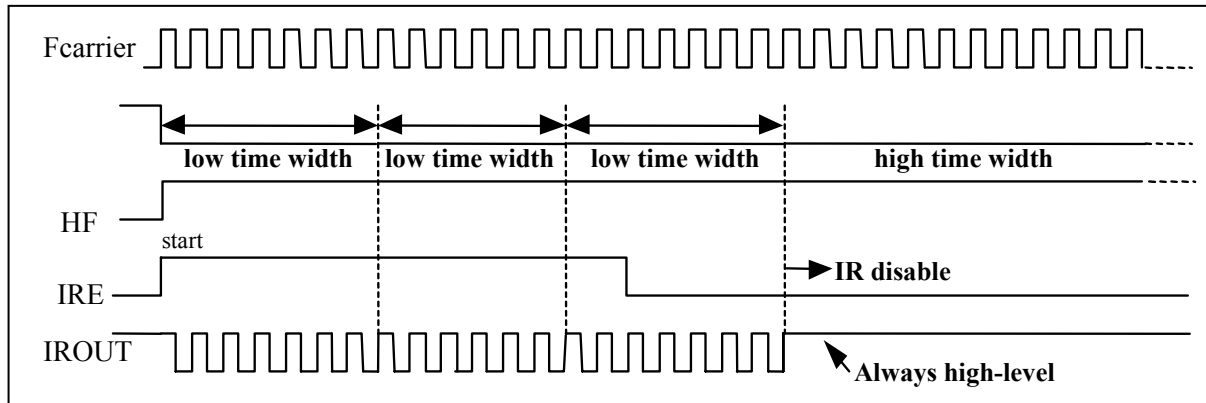 Fcarrier
low time width low time width low time width high time width
HF
start
IRE
IR disable
IROUT
Always high-level